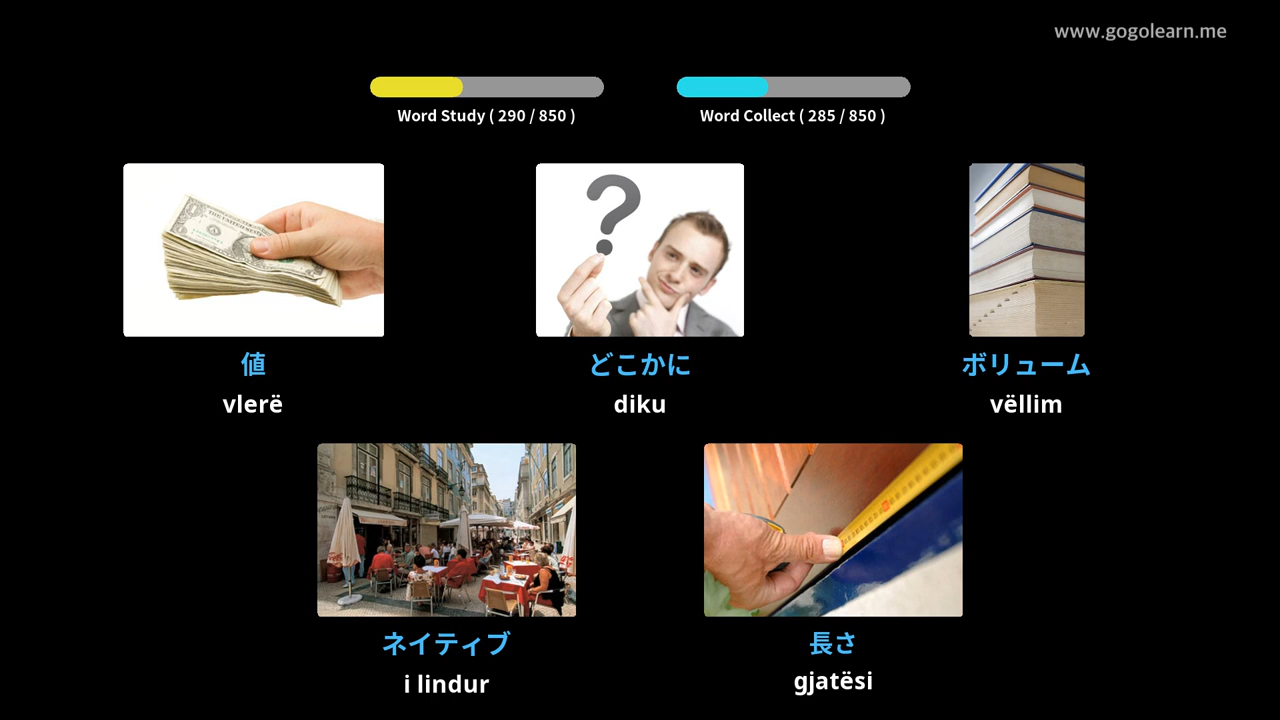 www.gogolearn.me
Word Study ( 290 / 850 )
Word Collect ( 285 / 850 )
値
vlerë
どこかに
diku
ボリューム
vëllim
ネイティブ
i lindur
長さ
gjatësi